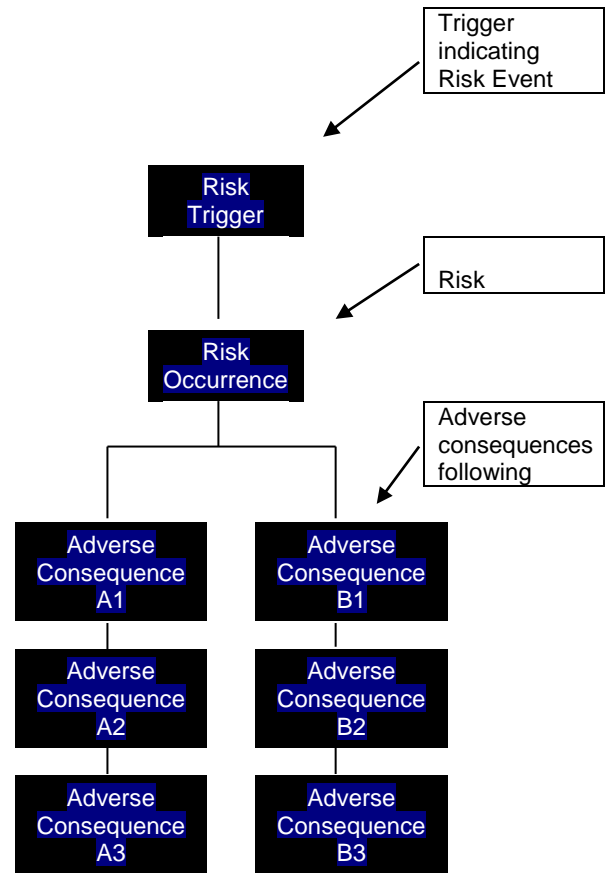 Trigger
indicating
Risk Event
Risk
Trigger
Risk
Risk
Occurrence
Adverse
consequences
following
Adverse
Consequence
A1
Adverse
Consequence
B1
Adverse
Consequence
A2
Adverse
Consequence
B2
Adverse
Consequence
A3
Adverse
Consequence
B3